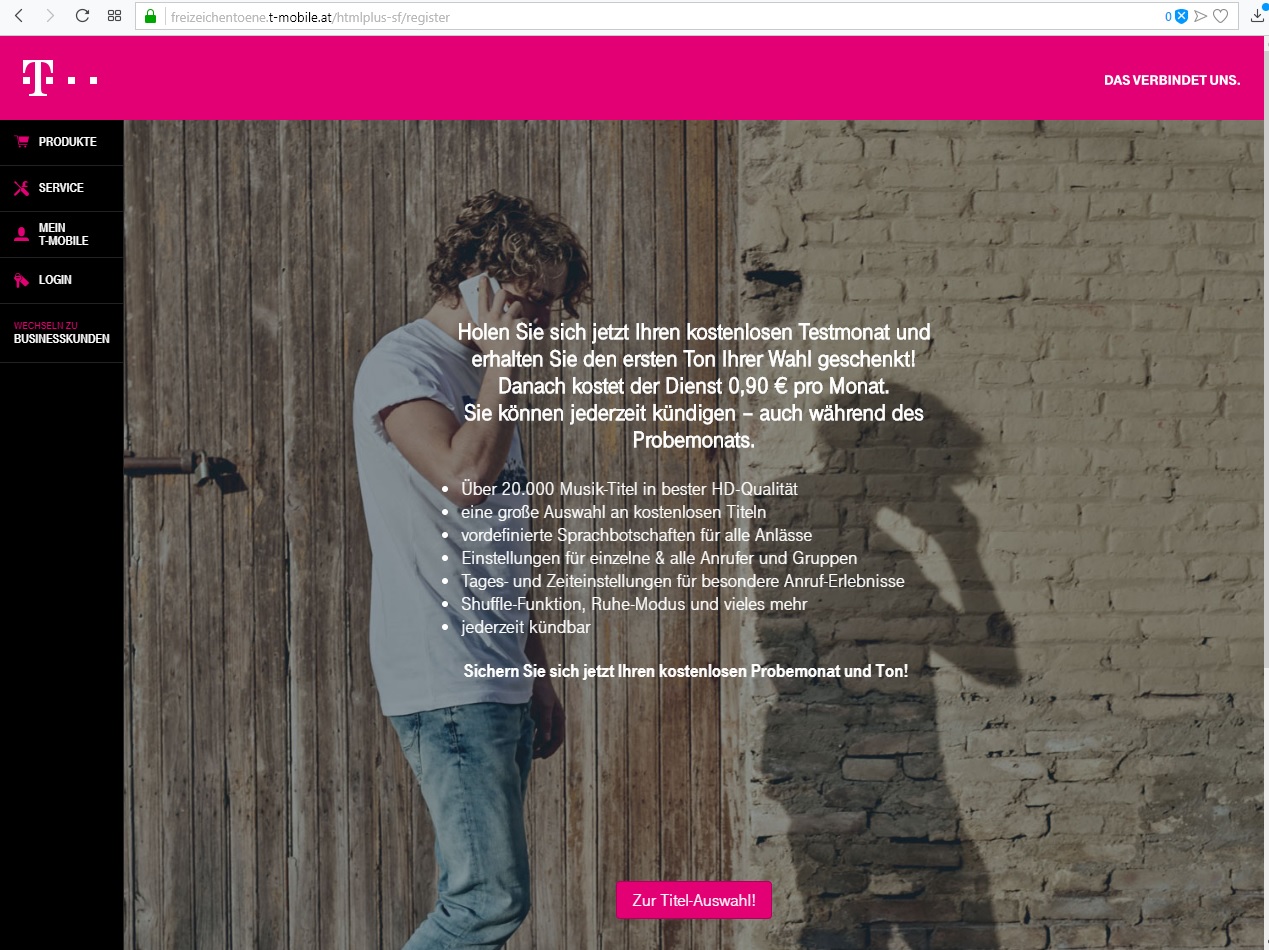 freizeichentoene.t-mobile.at/htmlplus-sf/register
0
T
DAS VERBINDET UNS.
PRODUKTE
SERVICE
MEIN
T-MOBILE
LOGIN
WECHSELN ZU
BUSINESSKUNDEN
Holen Sie sich jetzt Ihren kostenlosen Testmonat und
erhalten Sie den ersten Ton Ihrer Wahl geschenkt!
Danach kostet der Dienst 0,90 € pro Monat.
Sie können jederzeit kündigen – auch während des
Probemonats.
• Über 20.000 Musik-Titel in bester HD-Qualität
• eine große Auswahl an kostenlosen Titeln
• vordefinierte Sprachbotschaften für alle Anlässe
• Einstellungen für einzelne & alle Anrufer und Gruppen
• Tages- und Zeiteinstellungen für besondere Anruf-Erlebnisse
• Shuffle-Funktion, Ruhe-Modus und vieles mehr
• jederzeit kündbar
Sichern Sie sich jetzt Ihren kostenlosen Probemonat und Ton!
Zur Titel-Auswahl!